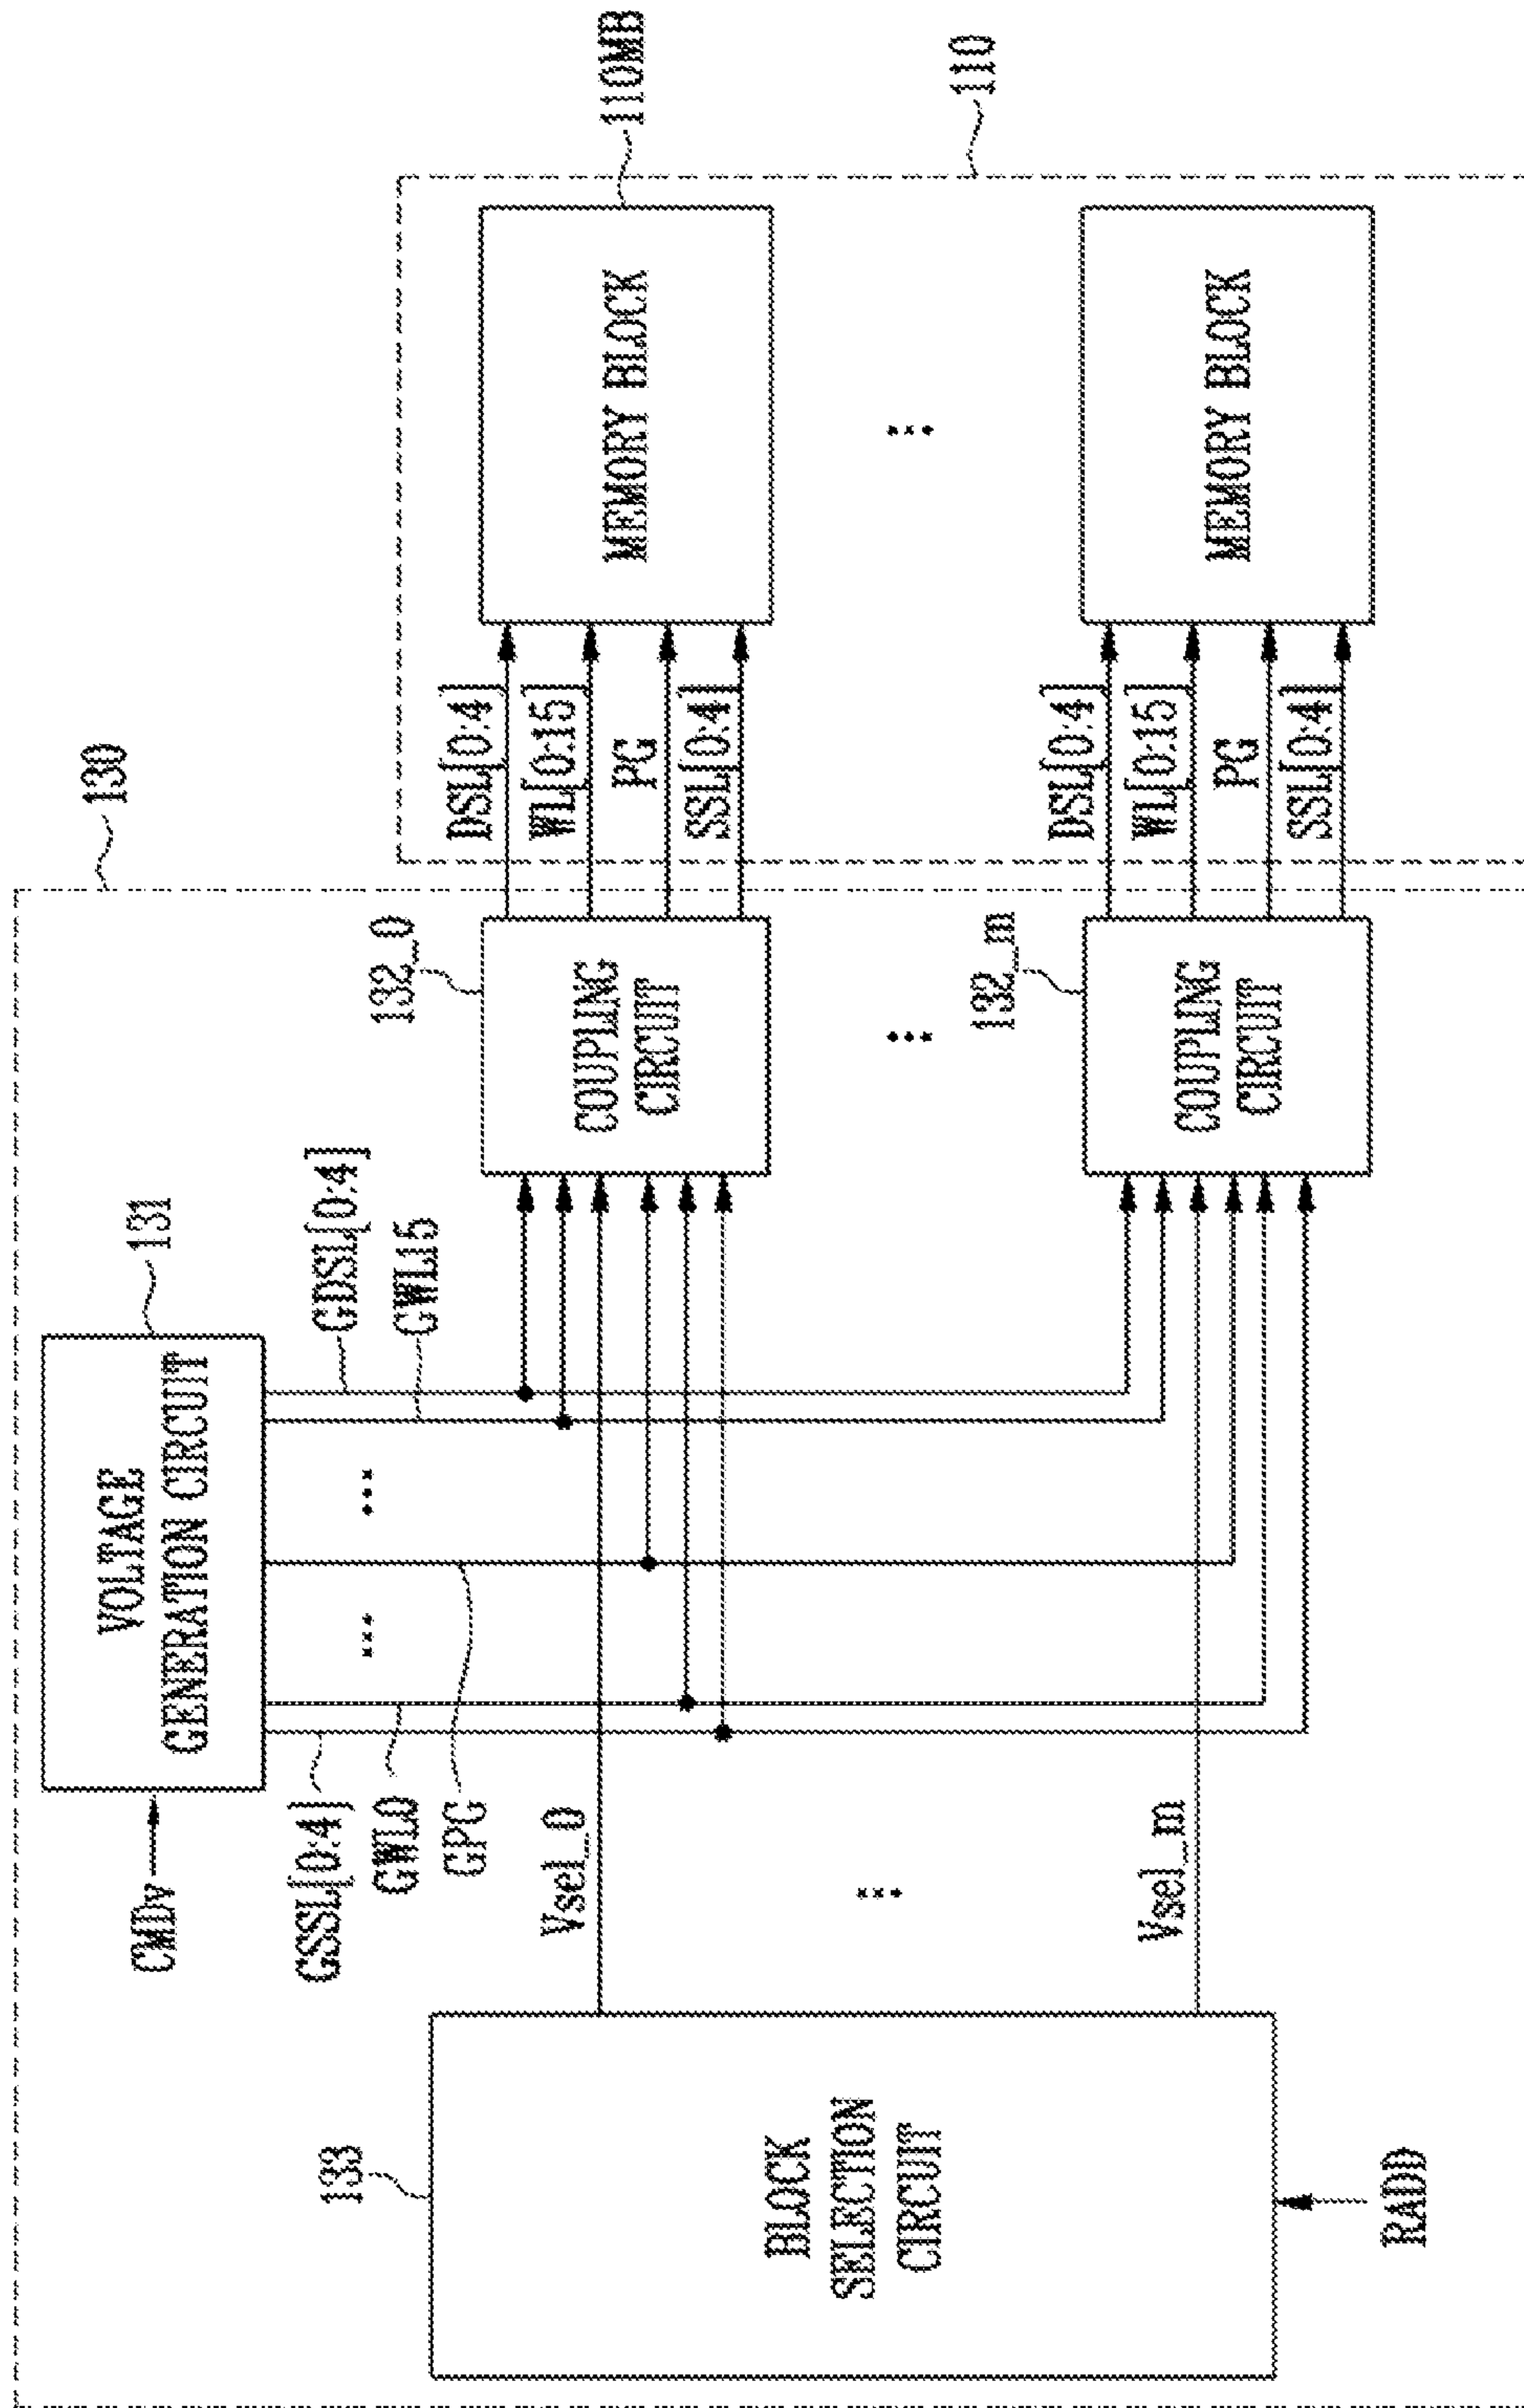 130
CMDv
VOLTAGE
GENERATION CIRCUIT
131
GSSL[0:4]
GWL0
GPG
...
...
GDSL[0:4]
GWL15
133
BLOCK
SELECTION
CIRCUIT
RADD
Vsel_0
...
Vsel_m
132_0
COUPLING
CIRCUIT
...
132_m
COUPLING
CIRCUIT
DSL[0:4]
WL[0:15]
PG
SSL[0:4]
DSL[0:4]
WL[0:15]
PG
SSL[0:4]
MEMORY BLOCK
110MB
...
MEMORY BLOCK
110